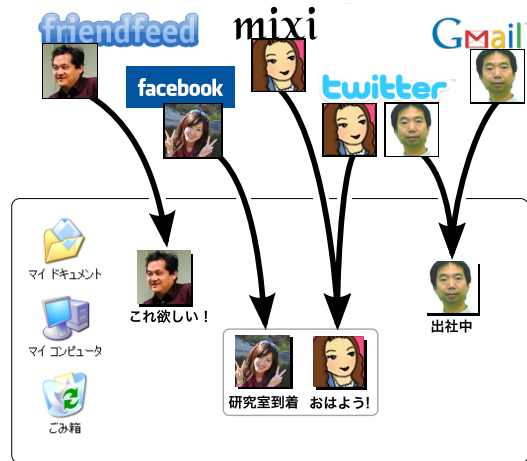 friendfeed
mixi
GMail™
facebook
twitter
マイ ドキュメント
これ欲しい！
出社中
マイ コンピュータ
研究室到着
おはよう!
ごみ箱